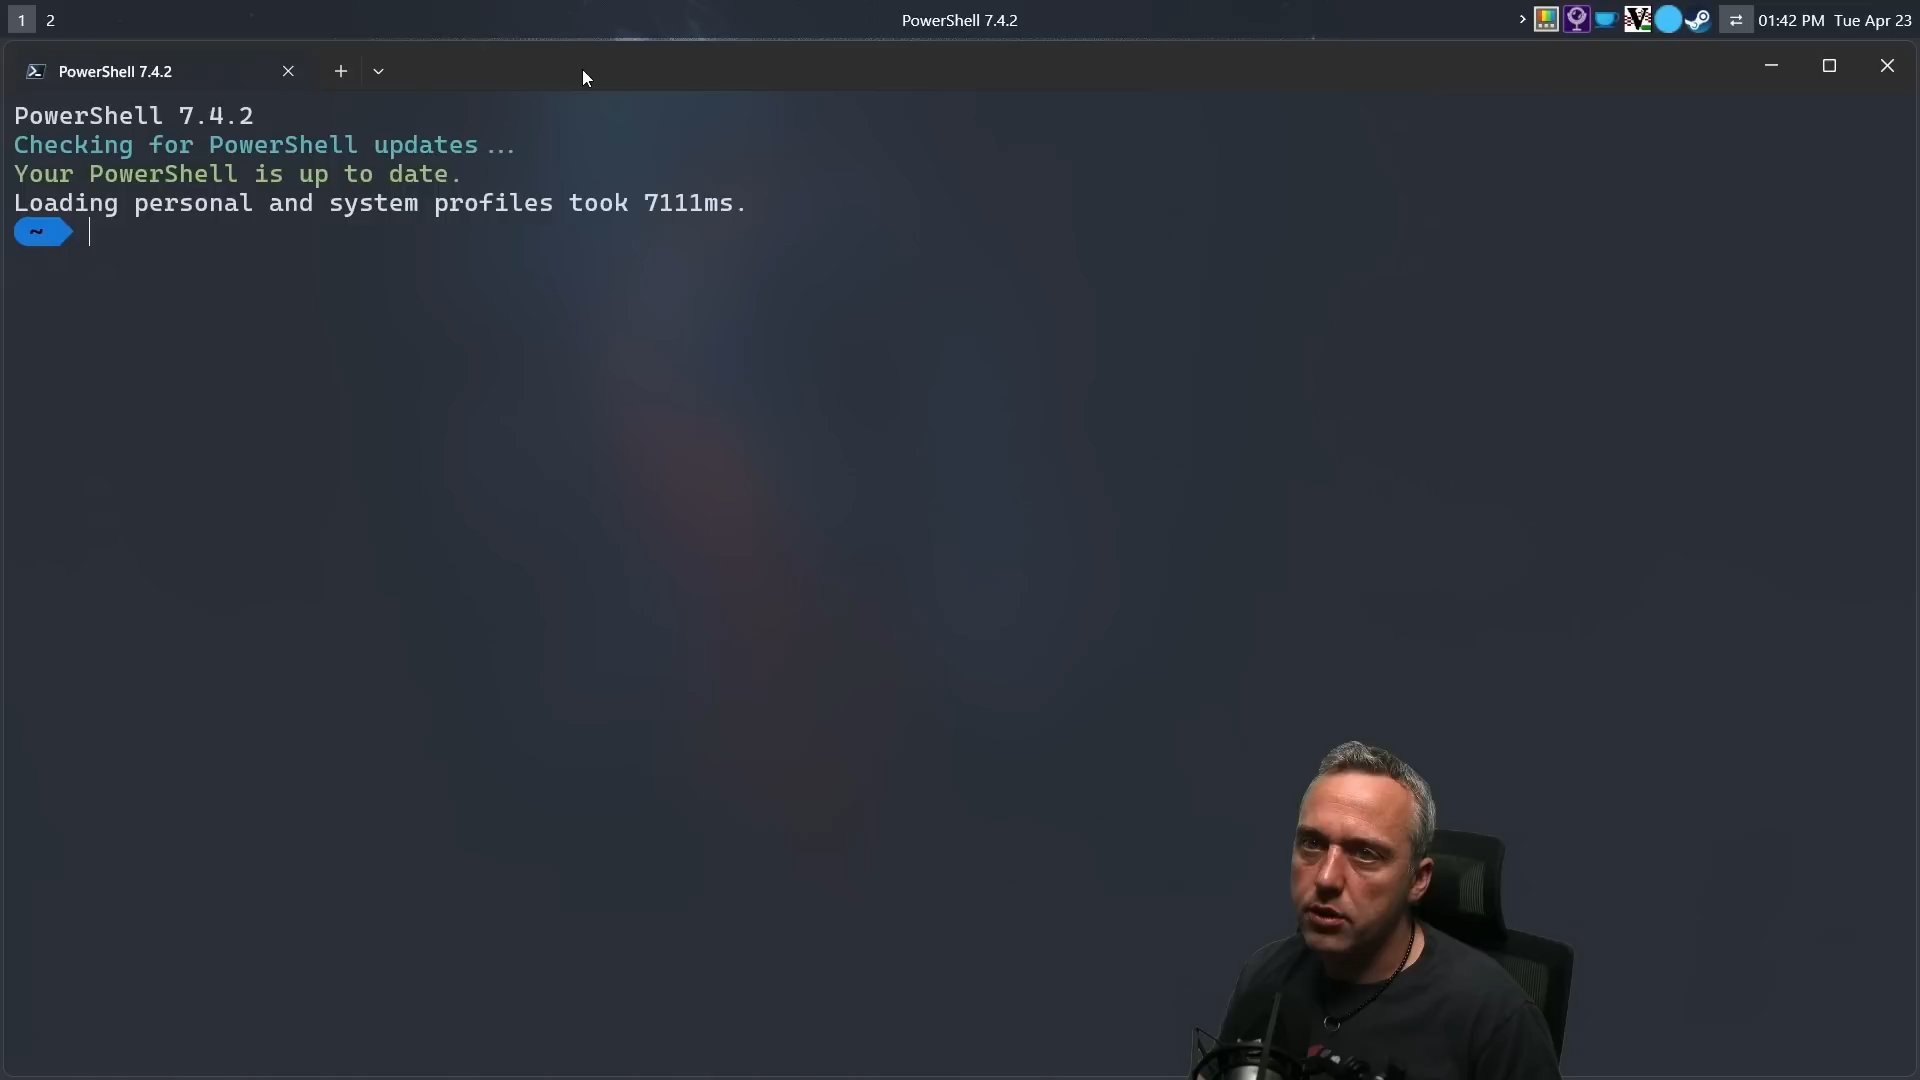 1 2 PowerShell 7.4.2 01:42 PM Tue Apr 23
PowerShell 7.4.2
PowerShell 7.4.2
Checking for PowerShell updates...
Your PowerShell is up to date.
Loading personal and system profiles took 7111ms.
~